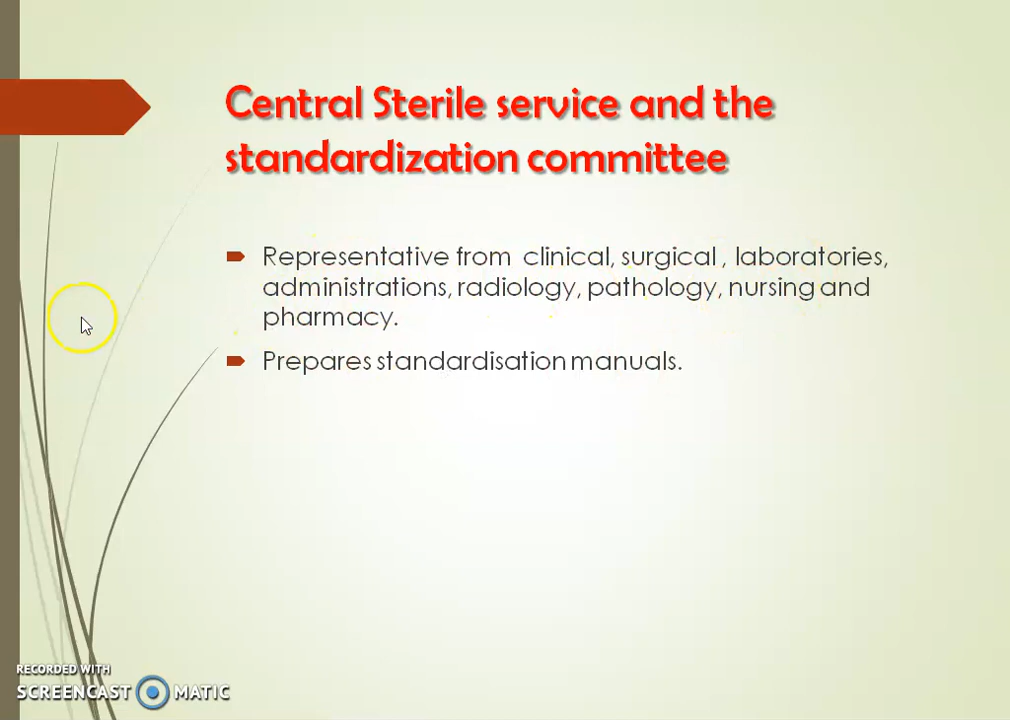 Central Sterile service and the
standardization committee
Representative from clinical, surgical , laboratories,
administrations, radiology, pathology, nursing and
pharmacy.
Prepares standardisation manuals.
RECORDED WITH
SCREENCAST MATIC